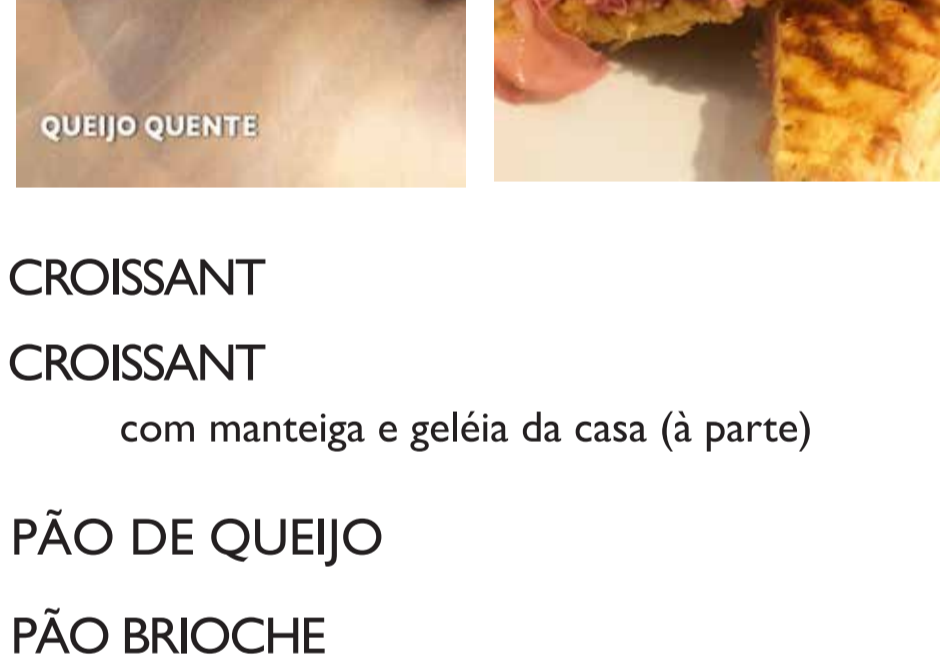 QUEIJO QUENTE
CROISSANT
CROISSANT
com manteiga e geléia da casa (à parte)
PÃO DE QUEIJO
PÃO BRIOCHE